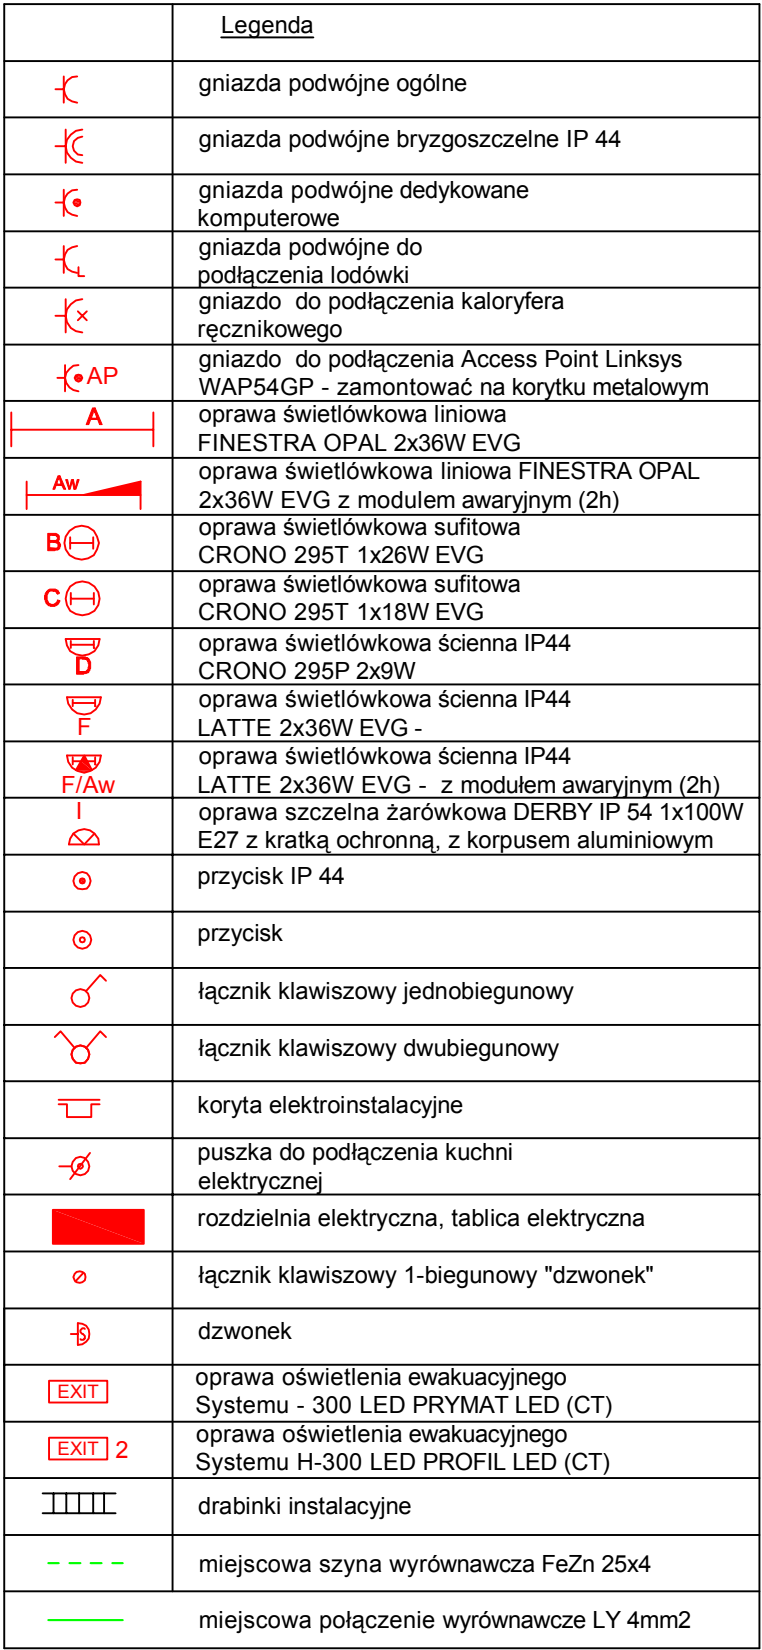 Legenda
gniazda podwójne ogólne
gniazda podwójne bryzgoszczelne IP 44
gniazda podwójne dedykowane
komputerowe
gniazda podwójne do
podłączenia lodówki
gniazdo do podłączenia kaloryfera
ręcznikowego
AP
gniazdo do podłączenia Access Point Linksys
WAP54GP - zamontować na korytku metalowym
A
oprawa świetlówkowa liniowa
FINESTRA OPAL 2x36W EVG
Aw
oprawa świetlówkowa liniowa FINESTRA OPAL
2x36W EVG z modulem awaryjnym (2h)
B
oprawa świetlówkowa sufitowa
CRONO 295T 1x26W EVG
C
oprawa świetlówkowa sufitowa
CRONO 295T 1x18W EVG
D
oprawa świetlówkowa ścienna IP44
CRONO 295P 2x9W
F
oprawa świetlówkowa ścienna IP44
LATTE 2x36W EVG -
F/Aw
oprawa świetlówkowa ścienna IP44
LATTE 2x36W EVG - z modułem awaryjnym (2h)
I
oprawa szczelna żarówkowa DERBY IP 54 1x100W
E27 z kratką ochronną, z korpusem aluminiowym
przycisk IP 44
przycisk
łącznik klawiszowy jednobiegunowy
łącznik klawiszowy dwubiegunowy
koryta elektroinstalacyjne
puszka do podłączenia kuchni
elektrycznej
rozdzielnia elektryczna, tablica elektryczna
łącznik klawiszowy 1-biegunowy "dzwonek"
dzwonek
EXIT
oprawa oświetlenia ewakuacyjnego
Systemu - 300 LED PRYMAT LED (CT)
EXIT 2
oprawa oświetlenia ewakuacyjnego
Systemu H-300 LED PROFIL LED (CT)
drabinki instalacyjne
miejscowa szyna wyrównawcza FeZn 25x4
miejscowa połączenie wyrównawcze LY 4mm2